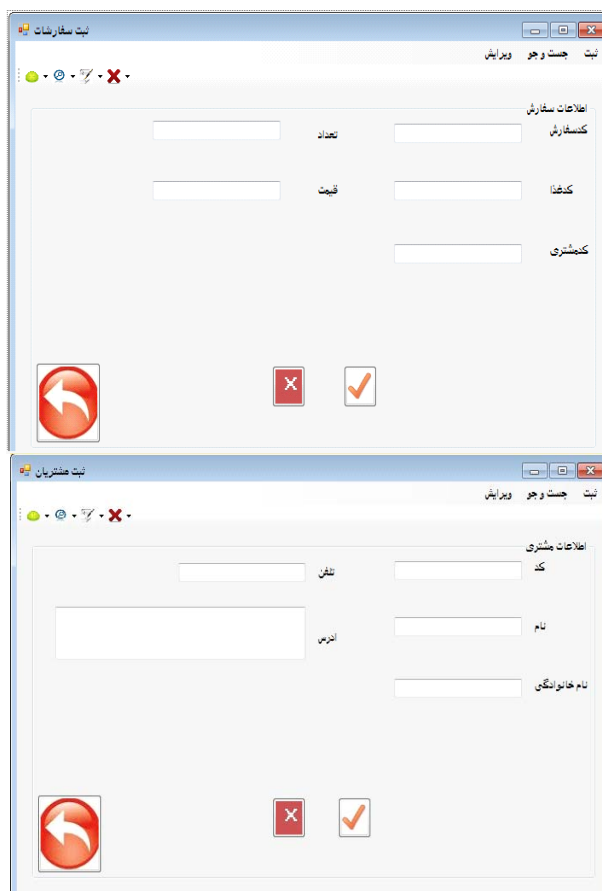 ثبت سفارشات
ثبت جست و جو ویرایش
اطلاعات سفارش
کدسفارش تعداد
کدغذا قیمت
کدمشتری
ثبت مشتریان
ثبت جست و جو ویرایش
اطلاعات مشتری
کد تلفن
نام ادرس
نام خانوادگی